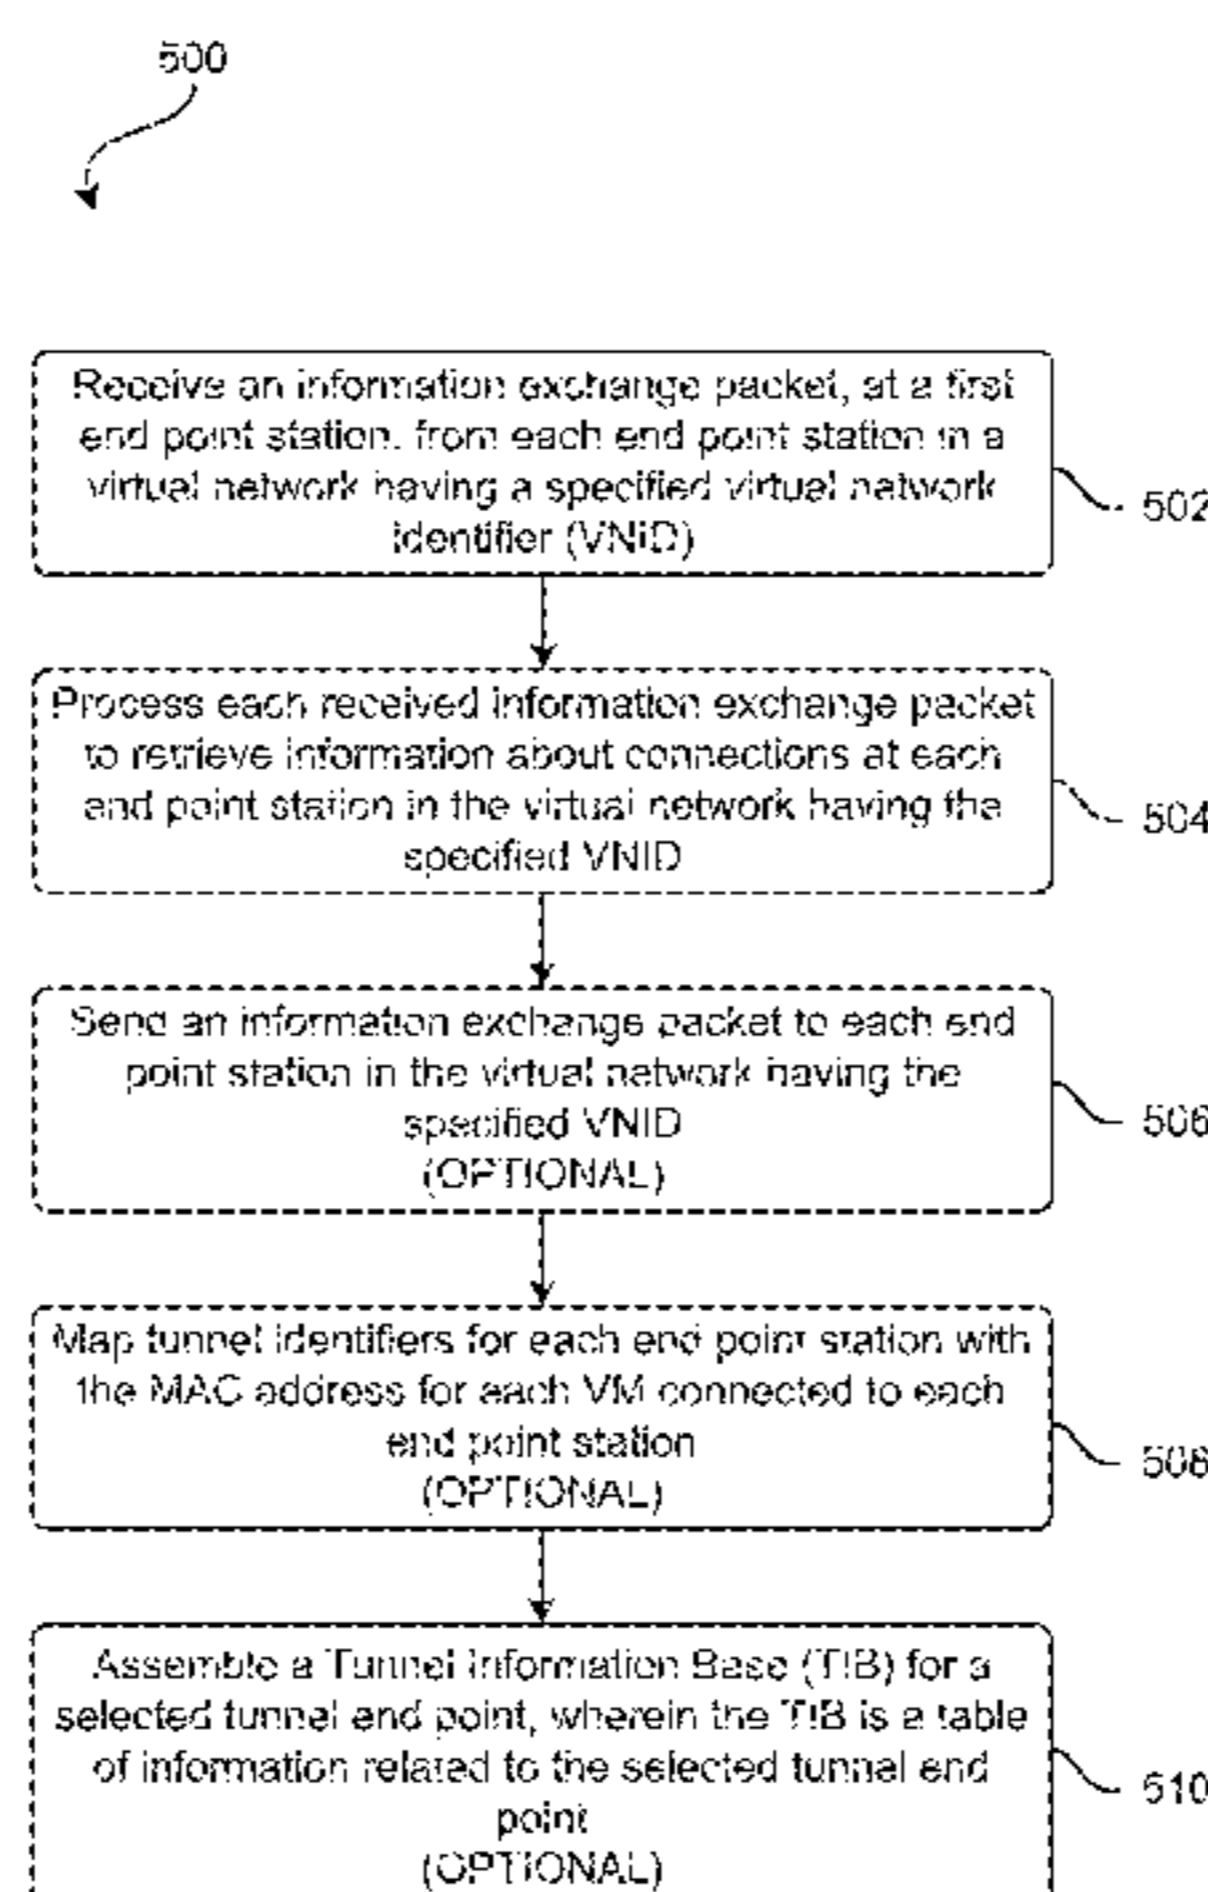 500
Receive an information exchange packet, at a first
end point station, from each end point station in a
virtual network having a specified virtual network
identifier (VNID)
502
Process each received information exchange packet
to retrieve information about connections at each
end point station in the virtual network having the
specified VNID
504
Send an information exchange packet to each end
point station in the virtual network having the
specified VNID
(OPTIONAL)
506
Map tunnel identifiers for each end point station with
the MAC address for each VM connected to each
end point station
(OPTIONAL)
508
Assemble a Tunnel Information Base (TIB) for a
selected tunnel end point, wherein the TIB is a table
of information related to the selected tunnel end
point
(OPTIONAL)
510